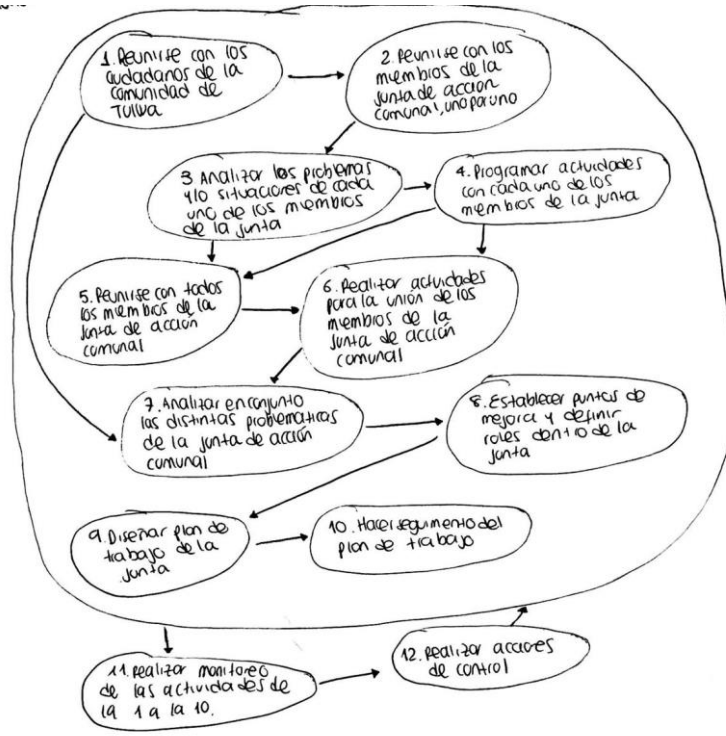 1. Reunirse con los
ciudadanos de la
comunidad de
Tulua
2. Reunirse con los
miembros de la
junta de acción
comunal, uno por uno
3 Analizar los problemas
y/o situaciones de cada
uno de los miembros
de la junta
4. Programar actividades
con cada uno de los
miembros de la junta
5. Reunirse con todos
los miembros de la
junta de acción
comunal
6. Realizar actividades
para la unión de los
miembros de la
junta de acción
comunal
7. Analizar en conjunto
las distintas problemáticas
de la junta de acción
comunal
8. Establecer puntos de
mejora y definir
roles dentro de la
junta
9. Diseñar plan de
trabajo de la
junta
10. Hacer seguimento del
plan de trabajo
11. Realizar monitoreo
de las actividades de
la 1 a la 10.
12. Realizar acciones
de control